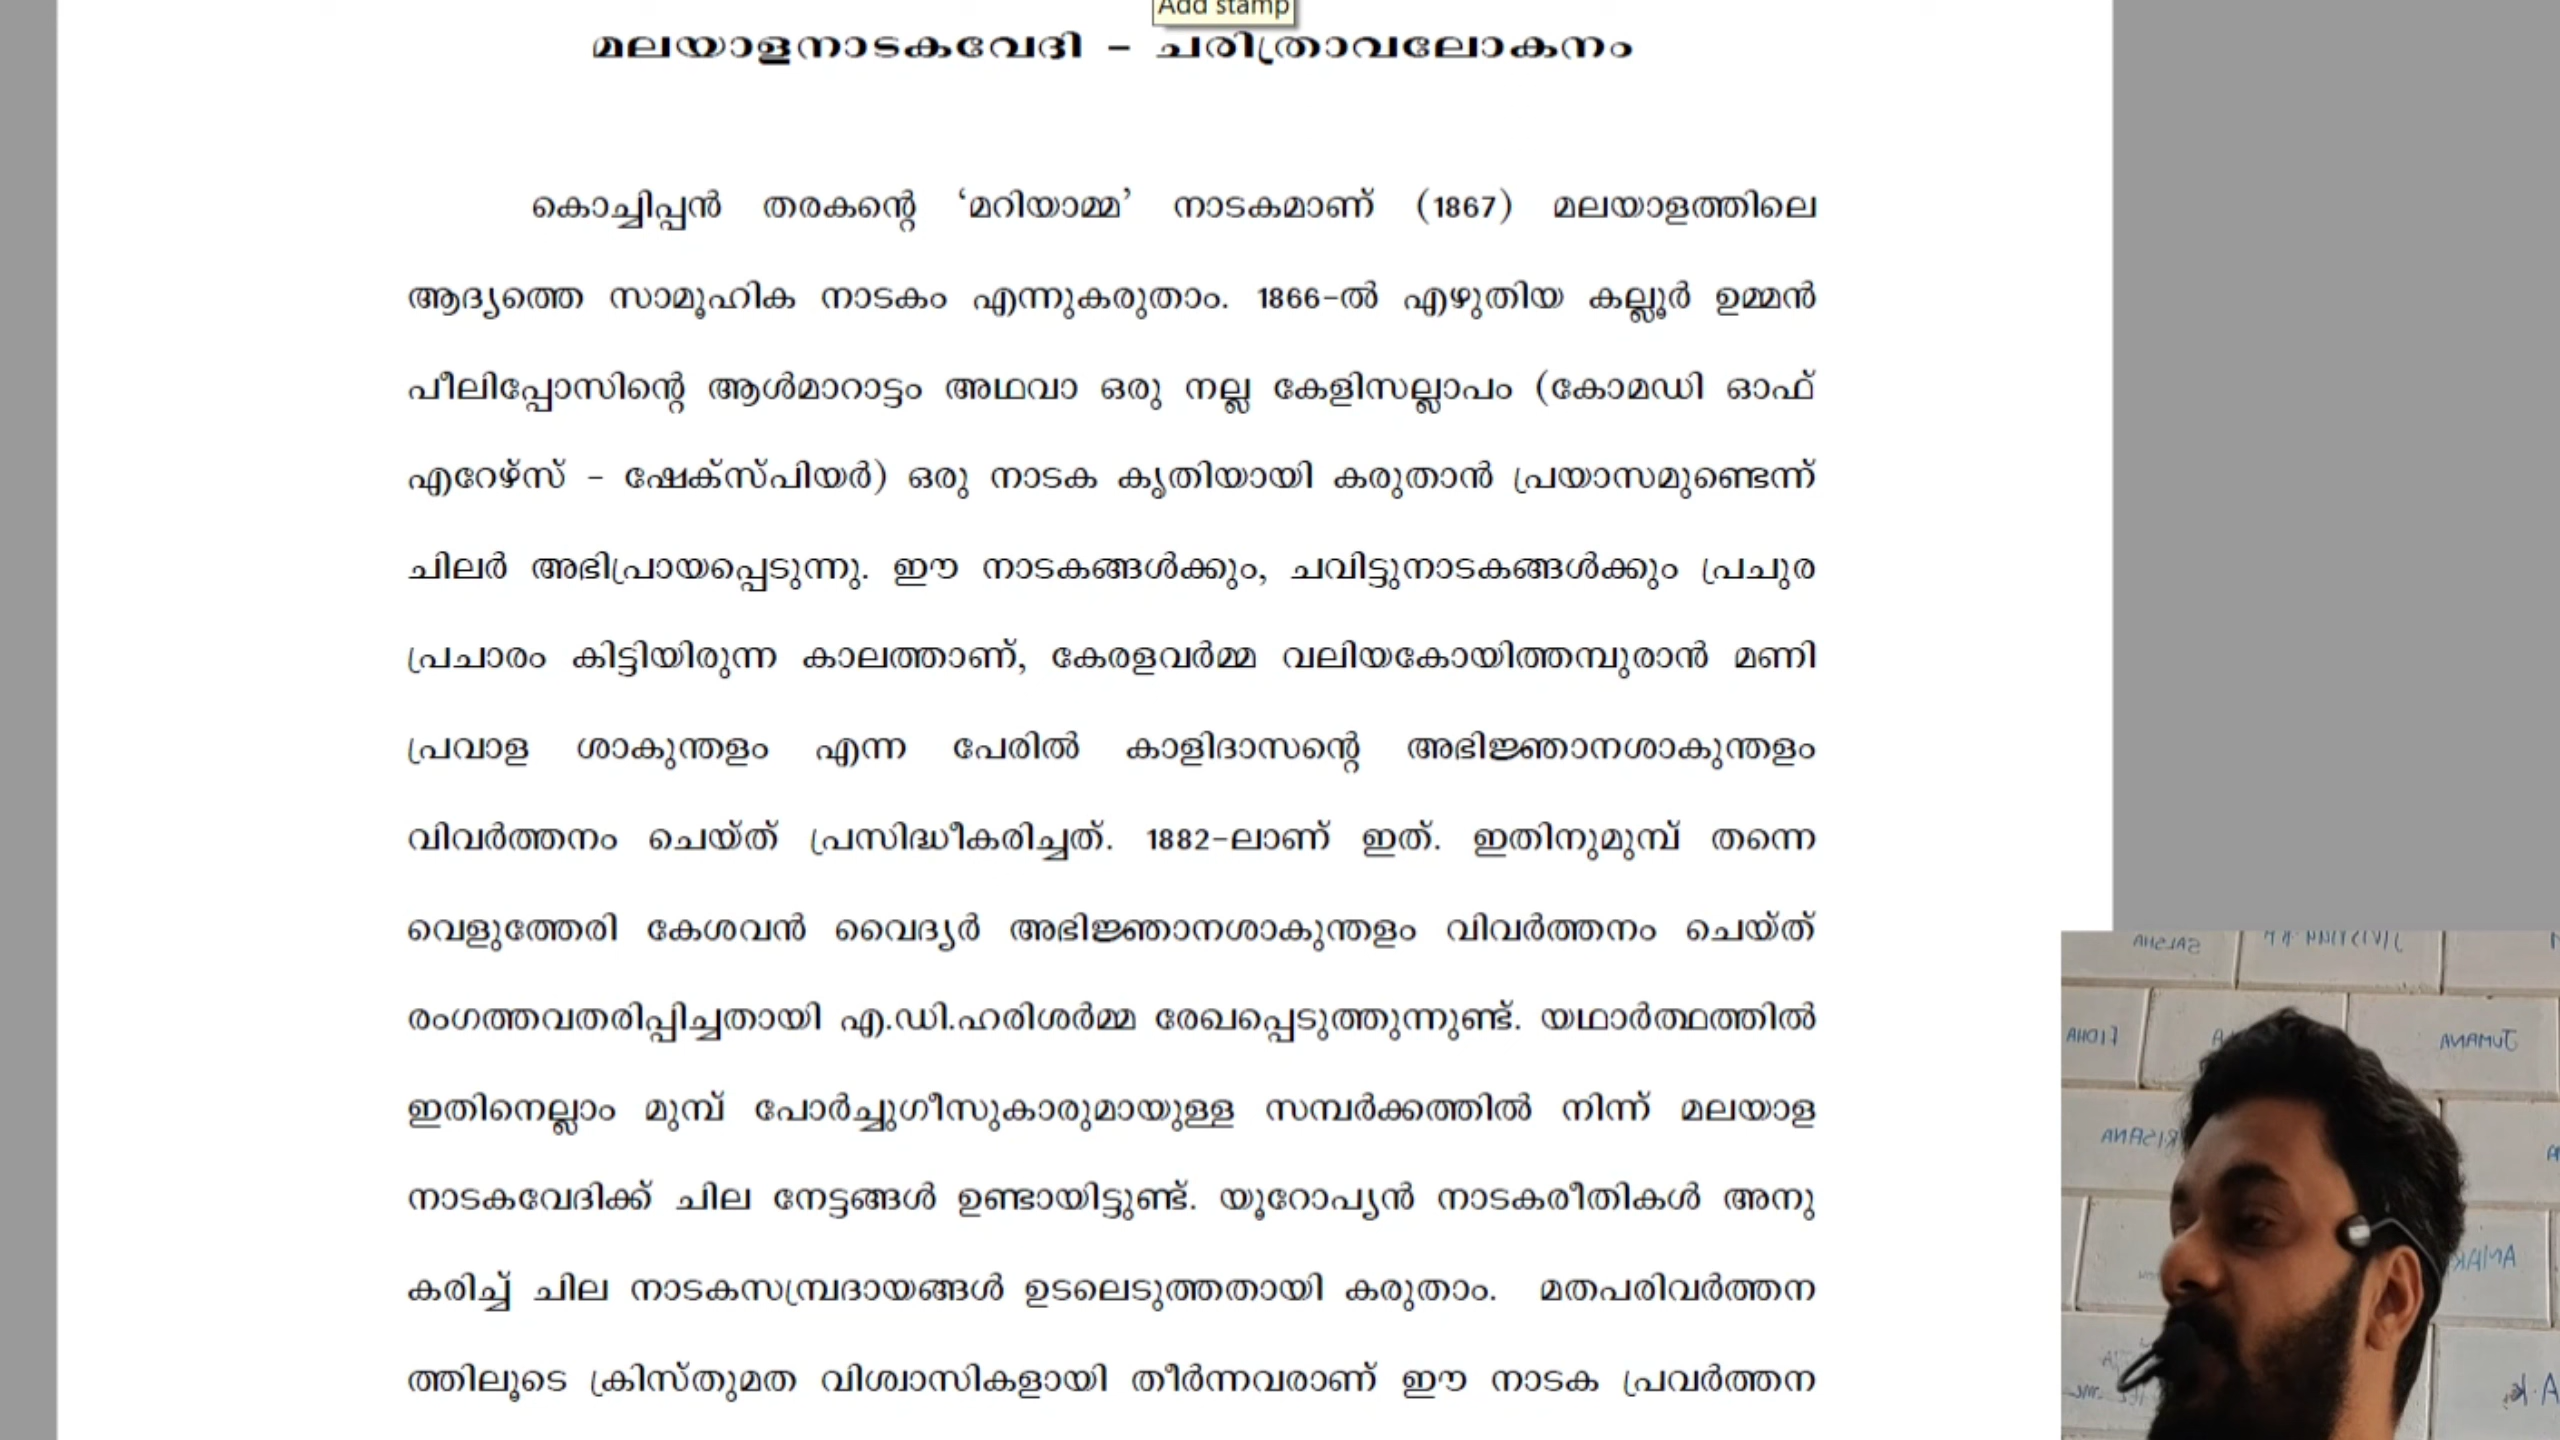 Add stamp
മലയാളനാടകവേദി – ചരിത്രാവലോകനം
കൊച്ചിപ്പൻ തരകന്റെ ‘മറിയാമ്മ’ നാടകമാണ് (1867) മലയാളത്തിലെ
ആദ്യത്തെ സാമൂഹിക നാടകം എന്നുകരുതാം. 1866-ൽ എഴുതിയ കല്ലൂർ ഉമ്മൻ
പീലിപ്പോസിന്റെ ആൾമാറാട്ടം അഥവാ ഒരു നല്ല കേളിസല്ലാപം (കോമഡി ഓഫ്
എറേഴ്സ് - ഷേക്സ്പിയർ) ഒരു നാടക കൃതിയായി കരുതാൻ പ്രയാസമുണ്ടെന്ന്
ചിലർ അഭിപ്രായപ്പെടുന്നു. ഈ നാടകങ്ങൾക്കും, ചവിട്ടുനാടകങ്ങൾക്കും പ്രചുര
പ്രചാരം കിട്ടിയിരുന്ന കാലത്താണ്, കേരളവർമ്മ വലിയകോയിത്തമ്പുരാൻ മണി
പ്രവാള ശാകുന്തളം എന്ന പേരിൽ കാളിദാസന്റെ അഭിജ്ഞാനശാകുന്തളം
വിവർത്തനം ചെയ്ത് പ്രസിദ്ധീകരിച്ചത്. 1882-ലാണ് ഇത്. ഇതിനുമുമ്പ് തന്നെ
വെളുത്തേരി കേശവൻ വൈദ്യർ അഭിജ്ഞാനശാകുന്തളം വിവർത്തനം ചെയ്ത്
രംഗത്തവതരിപ്പിച്ചതായി എ.ഡി.ഹരിശർമ്മ രേഖപ്പെടുത്തുന്നുണ്ട്. യഥാർത്ഥത്തിൽ
ഇതിനെല്ലാം മുമ്പ് പോർച്ചുഗീസുകാരുമായുള്ള സമ്പർക്കത്തിൽ നിന്ന് മലയാള
നാടകവേദിക്ക് ചില നേട്ടങ്ങൾ ഉണ്ടായിട്ടുണ്ട്. യൂറോപ്യൻ നാടകരീതികൾ അനു
കരിച്ച് ചില നാടകസമ്പ്രദായങ്ങൾ ഉടലെടുത്തതായി കരുതാം. മതപരിവർത്തന
ത്തിലൂടെ ക്രിസ്തുമത വിശ്വാസികളായി തീർന്നവരാണ് ഈ നാടക പ്രവർത്തന
SALSHA
FIDHA
JUMANA